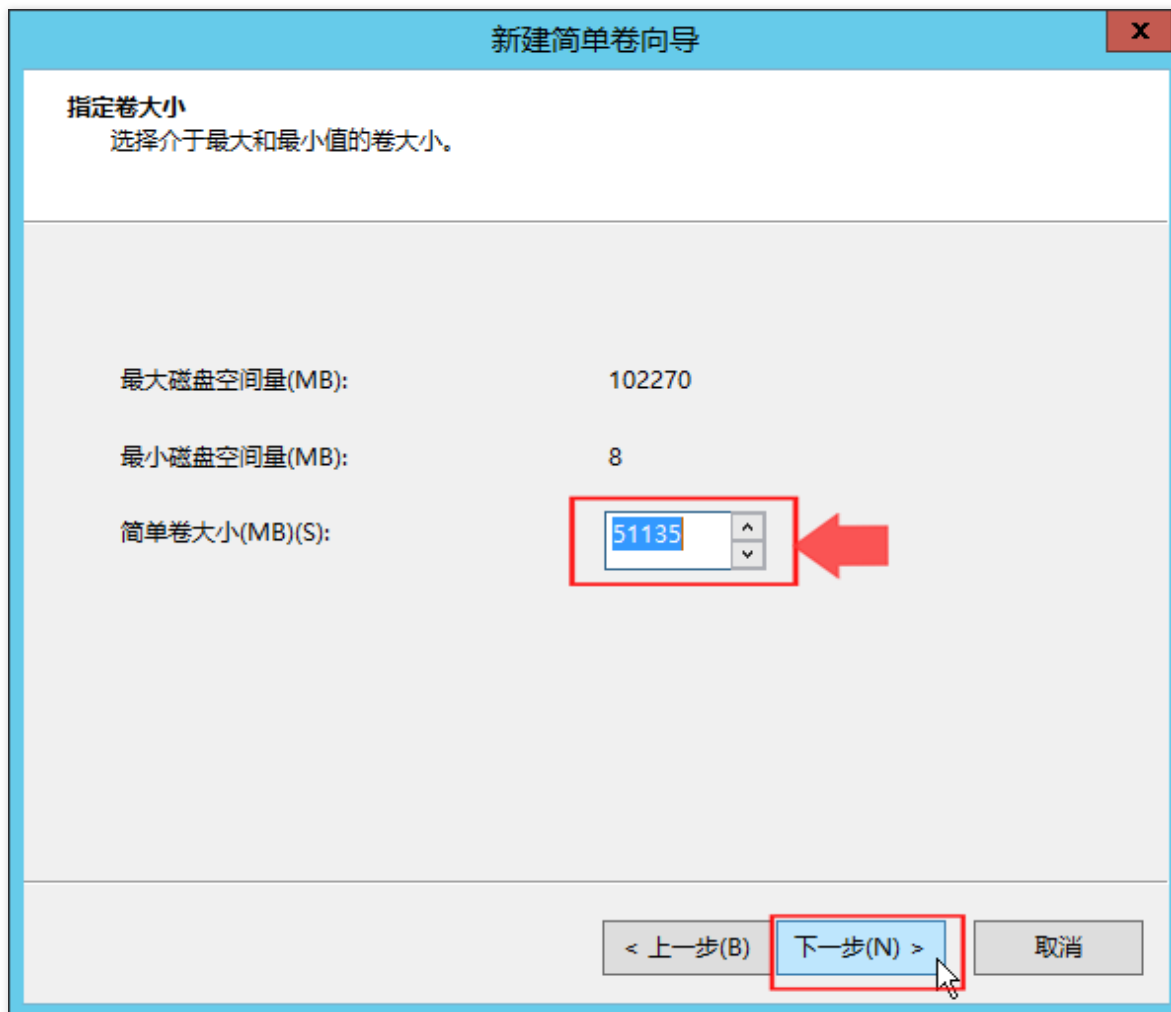 新建简单卷向导
x
指定卷大小
选择介于最大和最小值的卷大小。
最大磁盘空间量(MB): 102270
最小磁盘空间量(MB): 8
简单卷大小(MB)(S): 51135
< 上一步(B) 下一步(N) > 取消